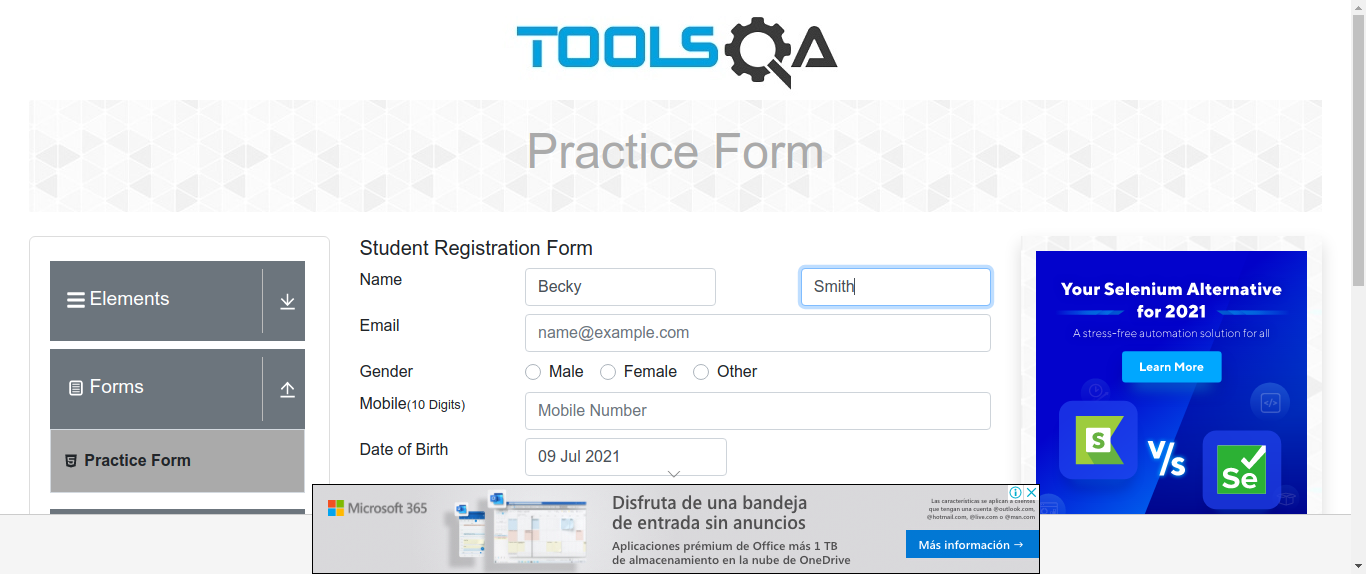 TOOLSQA
Practice Form
Elements
Forms
Practice Form
Student Registration Form
Name
Becky
Smith
Email
name@example.com
Gender
Male
Female
Other
Mobile(10 Digits)
Mobile Number
Date of Birth
09 Jul 2021
Your Selenium Alternative
for 2021
A stress-free automation solution for all
Learn More
S
V/s
Se
Microsoft 365
Disfruta de una bandeja
de entrada sin anuncios
Aplicaciones prémium de Office más 1 TB
de almacenamiento en la nube de OneDrive
Las características se aplican a clientes
que tengan una cuenta @outlook.com,
@hotmail.com, @live.com o @msn.com
Más información →